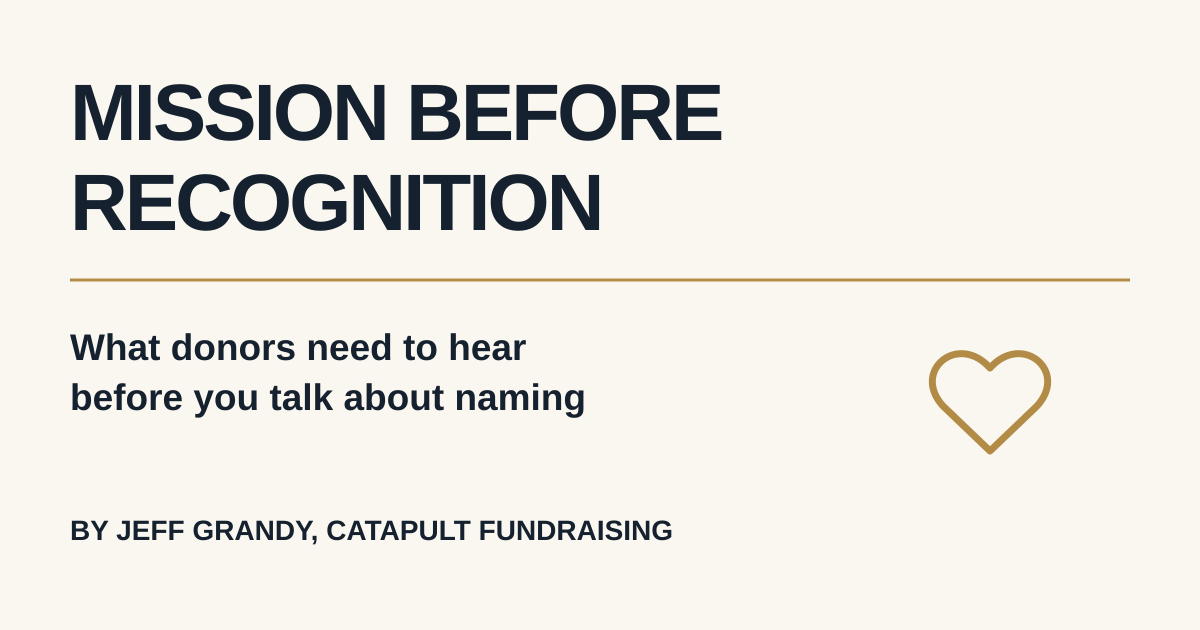 MISSION BEFORE
RECOGNITION
What donors need to hear
before you talk about naming
BY JEFF GRANDY, CATAPULT FUNDRAISING